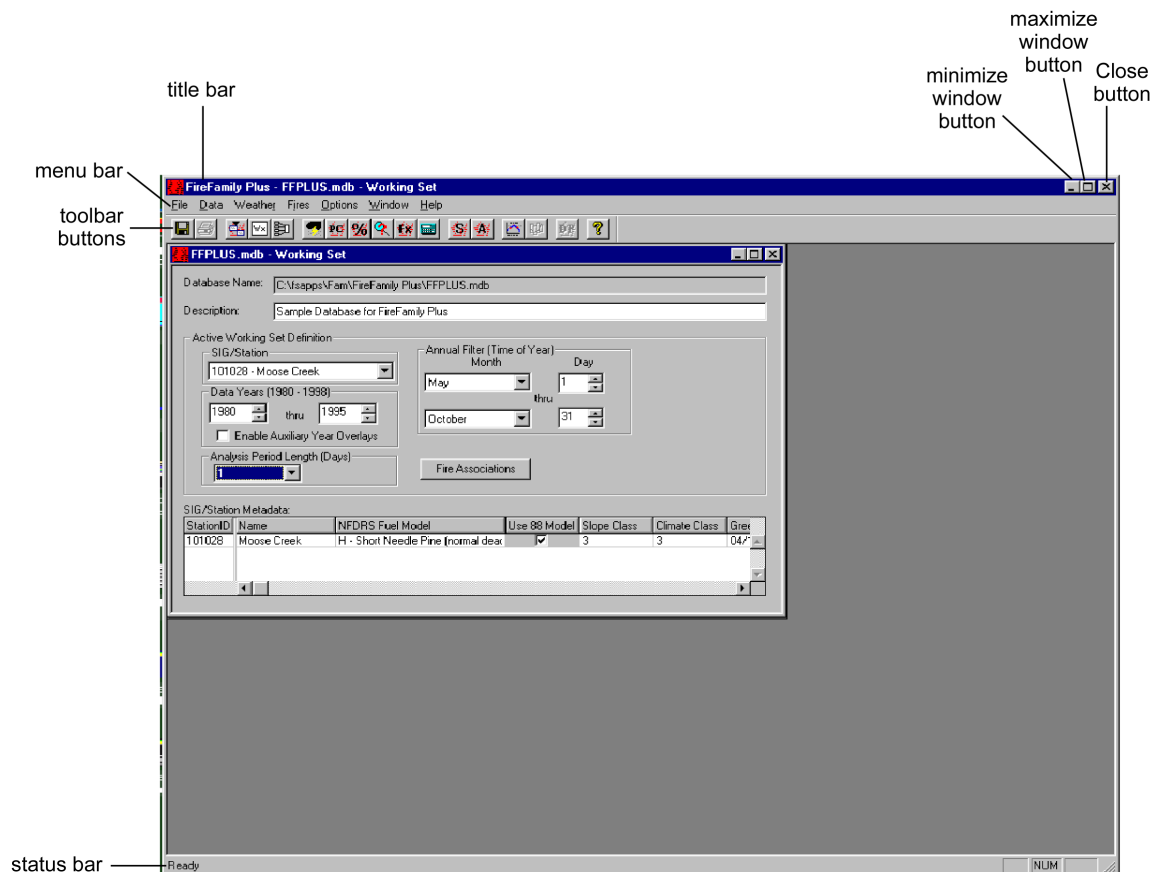 maximize
window
button
Close
button
minimize
window
button
title bar
menu bar
toolbar
buttons
FireFamily Plus - FFPLUS.mdb - Working Set
File Data Weather Fires Options Window Help
FFPLUS.mdb - Working Set
Database Name: C:\fsapps\Fam\FireFamily Plus\FFPLUS.mdb
Description: Sample Database for FireFamily Plus
Active Working Set Definition
SIG/Station
101028 - Moose Creek
Annual Filter (Time of Year)
Month Day
May 1
thru
October 31
Data Years (1980 - 1998)
1980 thru 1995
Enable Auxiliary Year Overlays
Analysis Period Length (Days)
1
Fire Associations
SIG/Station Metadata:
StationID Name NFDRS Fuel Model Use 88 Model Slope Class Climate Class Gree
101028 Moose Creek H - Short Needle Pine (normal dead 3 3 04/
status bar
Ready NUM